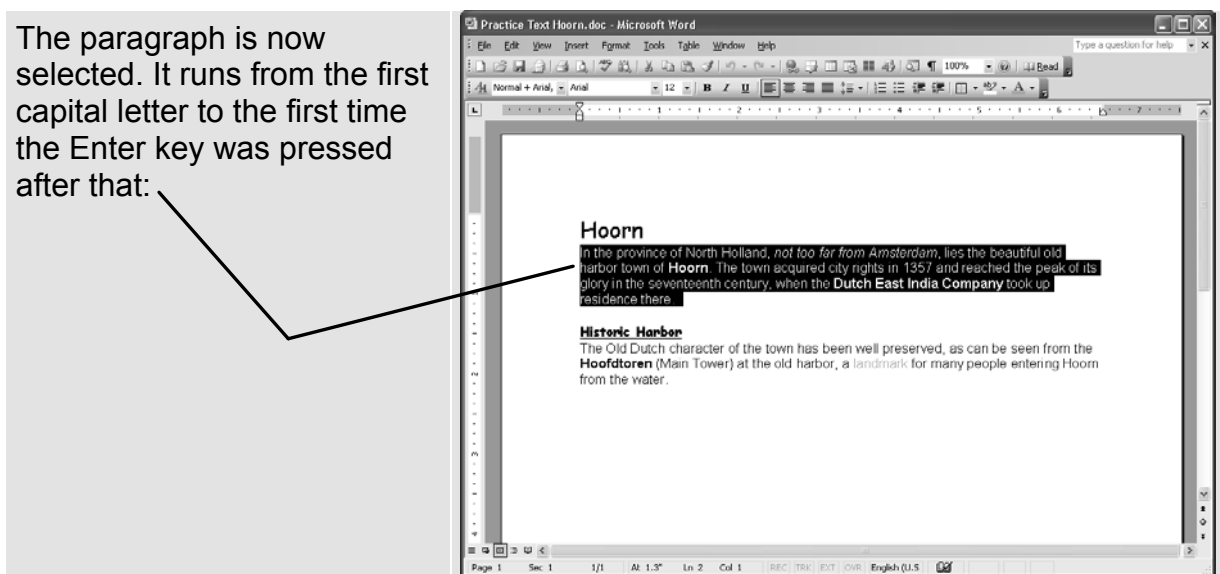 The paragraph is now
selected. It runs from the first
capital letter to the first time
the Enter key was pressed
after that:
Practice Text Hoorn.doc - Microsoft Word
File Edit View Insert Format Tools Table Window Help Type a question for help
100% Read
Normal + Arial, Arial 12 B I U
1 2 3 4 5 6 7
Hoorn
In the province of North Holland, not too far from Amsterdam, lies the beautiful old
harbor town of Hoorn. The town acquired city rights in 1357 and reached the peak of its
glory in the seventeenth century, when the Dutch East India Company took up
residence there.
Historic Harbor
The Old Dutch character of the town has been well preserved, as can be seen from the
Hoofdtoren (Main Tower) at the old harbor, a landmark for many people entering Hoorn
from the water.
Page 1 Sec 1 1/1 At 1.3" Ln 2 Col 1 REC TRK EXT OVR English (U.S